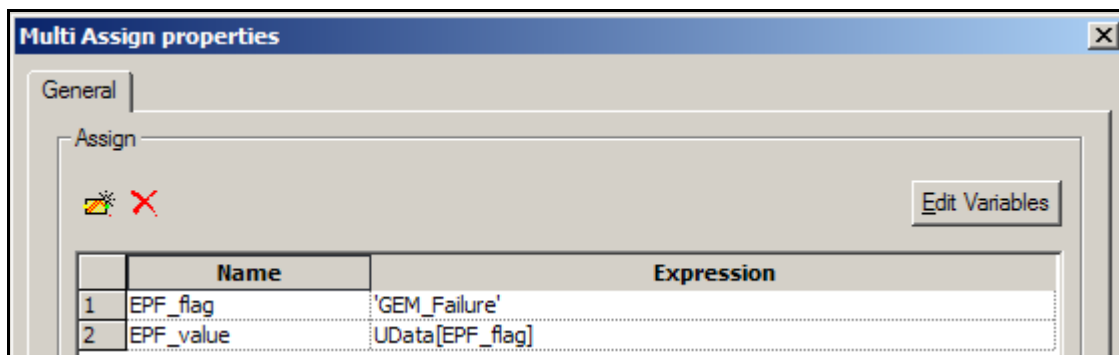 Multi Assign properties
General
Assign
Edit Variables
Name Expression
1 EPF_flag 'GEM_Failure'
2 EPF_value UData[EPF_flag]